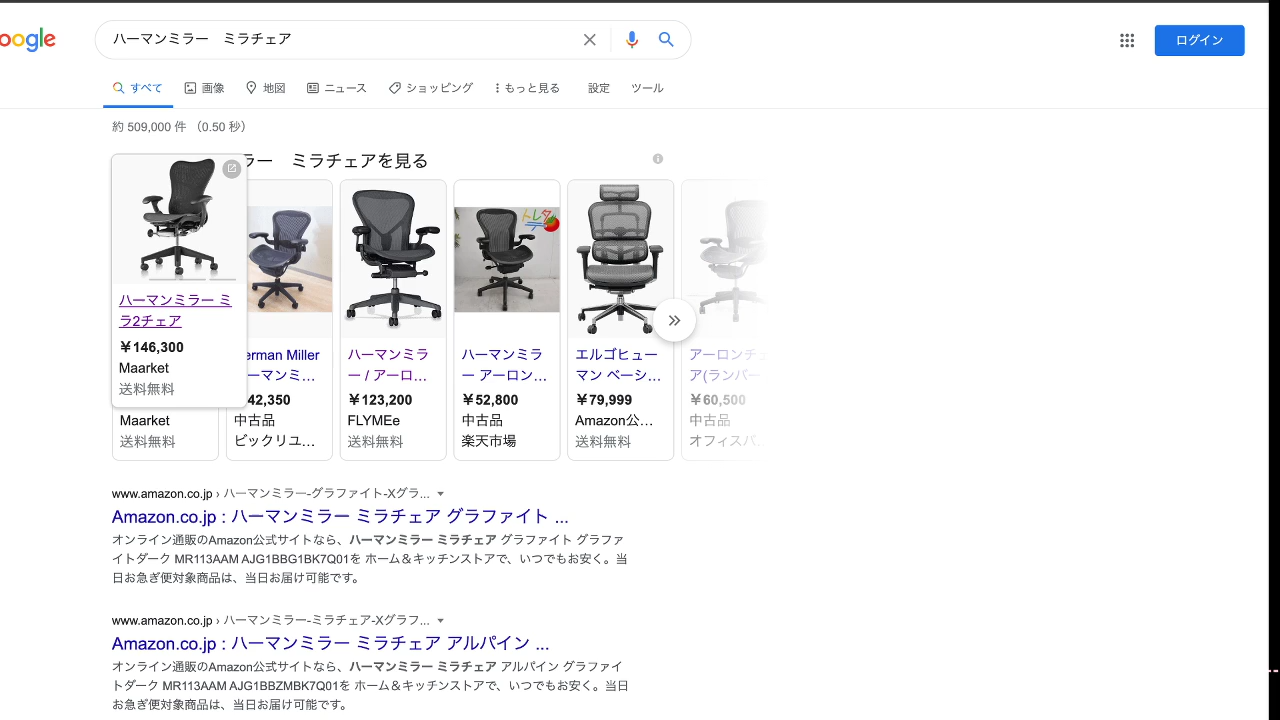 oogle
ハーマンミラー　ミラチェア
ログイン
すべて 画像 地図 ニュース ショッピング もっと見る 設定 ツール
約 509,000 件 （0.50 秒）
ラー　ミラチェアを見る
ハーマンミラー ミ
ラ2チェア
¥146,300
Maarket
送料無料
Maarket
送料無料
erman Miller
ーマンミ...
42,350
中古品
ビックリユ...
ハーマンミラ
ー / アーロ...
¥123,200
FLYMEe
送料無料
トレタ
ハーマンミラ
ー アーロン...
¥52,800
中古品
楽天市場
エルゴヒュー
マン ベーシ...
¥79,999
Amazon公...
送料無料
アーロンチェ
ア(ランバー
¥60,500
中古品
オフィスバ
www.amazon.co.jp › ハーマンミラー-グラファイト-Xグラ...
Amazon.co.jp : ハーマンミラー ミラチェア グラファイト ...
オンライン通販のAmazon公式サイトなら、ハーマンミラー ミラチェア グラファイト グラファ
イトダーク MR113AAM AJG1BBG1BK7Q01を ホーム＆キッチンストアで、いつでもお安く。当
日お急ぎ便対象商品は、当日お届け可能です。
www.amazon.co.jp › ハーマンミラー-ミラチェア-Xグラフ...
Amazon.co.jp : ハーマンミラー ミラチェア アルパイン ...
オンライン通販のAmazon公式サイトなら、ハーマンミラー ミラチェア アルパイン グラファイ
トダーク MR113AAM AJG1BBZMBK7Q01を ホーム＆キッチンストアで、いつでもお安く。当日
お急ぎ便対象商品は、当日お届け可能です。